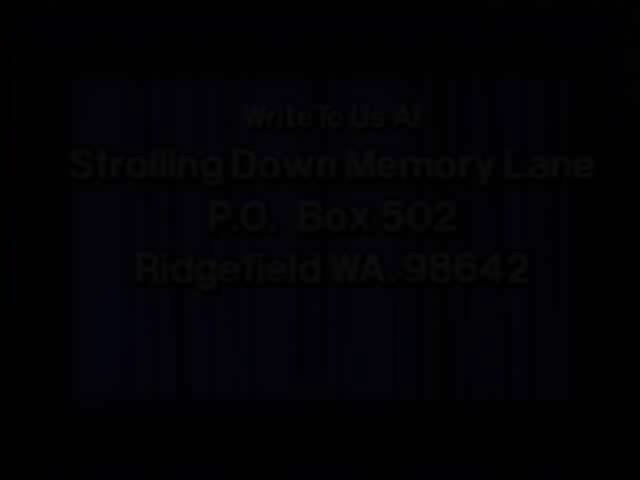 Write To Us At
Strolling Down Memory Lane
P.O. Box 502
Ridgefield WA. 98642